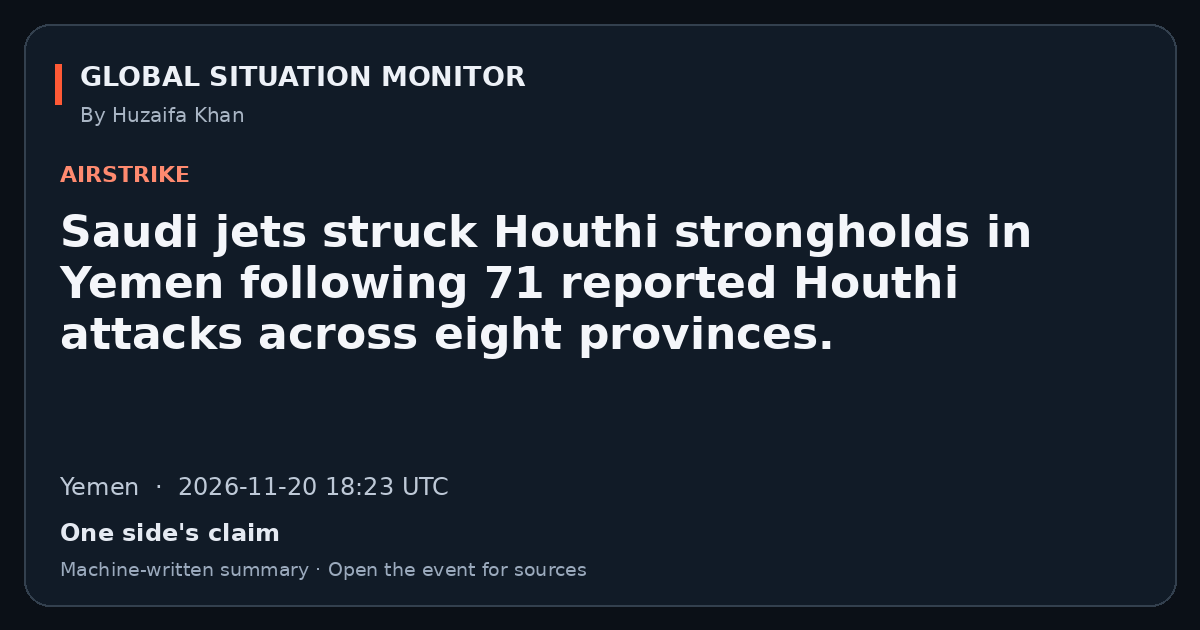 GLOBAL SITUATION MONITOR
By Huzaifa Khan
AIRSTRIKE
Saudi jets struck Houthi strongholds in
Yemen following 71 reported Houthi
attacks across eight provinces.
Yemen · 2026-11-20 18:23 UTC
One side's claim
Machine-written summary · Open the event for sources